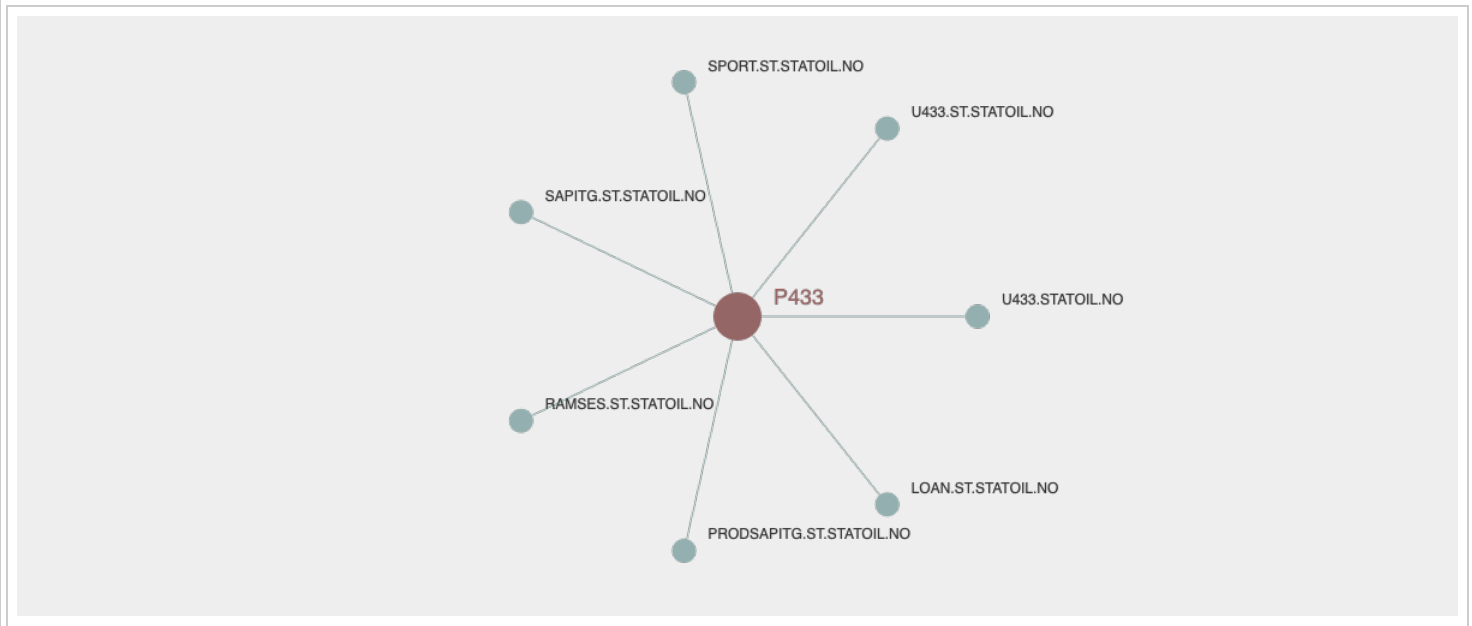 SPORT.ST.STATOIL.NO
U433.ST.STATOIL.NO
SAPITG.ST.STATOIL.NO
P433
U433.STATOIL.NO
RAMSES.ST.STATOIL.NO
LOAN.ST.STATOIL.NO
PRODSAPITG.ST.STATOIL.NO